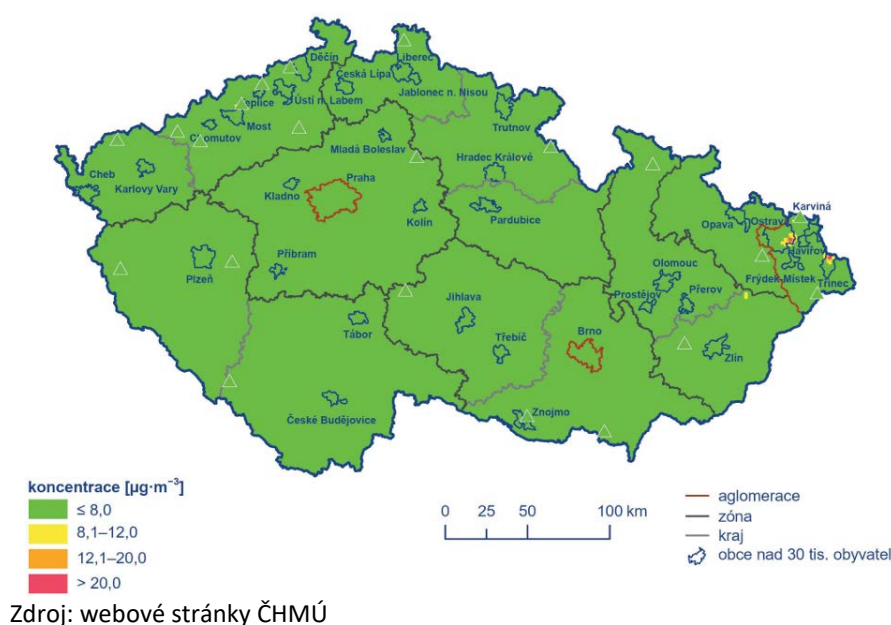 Děčín
Liberec
Česká Lípa
Teplice
Ústí n. Labem
Jablonec n. Nisou
Chomutov
Most
Trutnov
Mladá Boleslav
Hradec Králové
Cheb
Karlovy Vary
Praha
Kladno
Karviná
Kolín
Pardubice
Opava
Ostrava
Havířov
Příbram
Plzeň
Olomouc
Frýdek-Místek
Třinec
Jihlava
Prostějov
Přerov
Tábor
Brno
Třebíč
Zlín
České Budějovice
Znojmo
koncentrace [µg·m⁻³]
≤ 8,0
8,1–12,0
12,1–20,0
> 20,0
0 25 50 100 km
aglomerace
zóna
kraj
obce nad 30 tis. obyvatel
Zdroj: webové stránky ČHMÚ